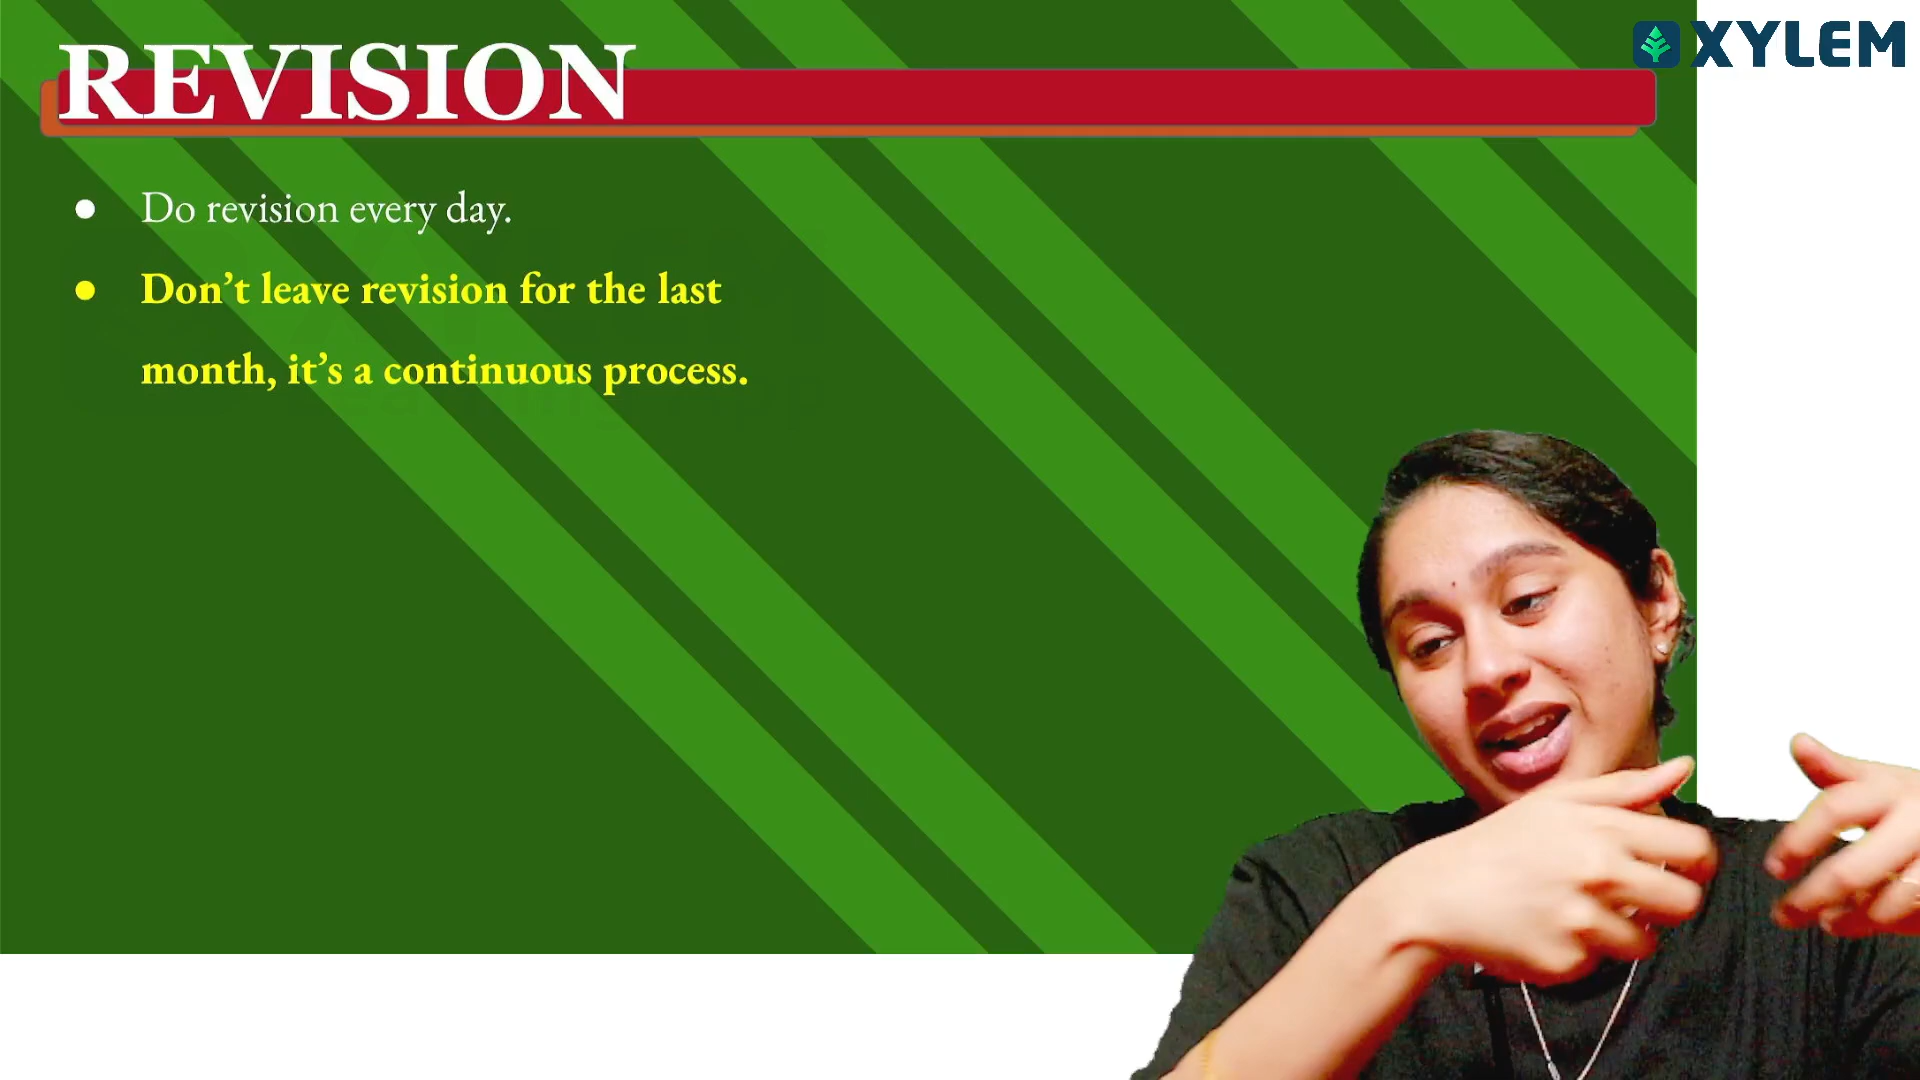 REVISION
XYLEM
● Do revision every day.
● Don’t leave revision for the last
month, it’s a continuous process.